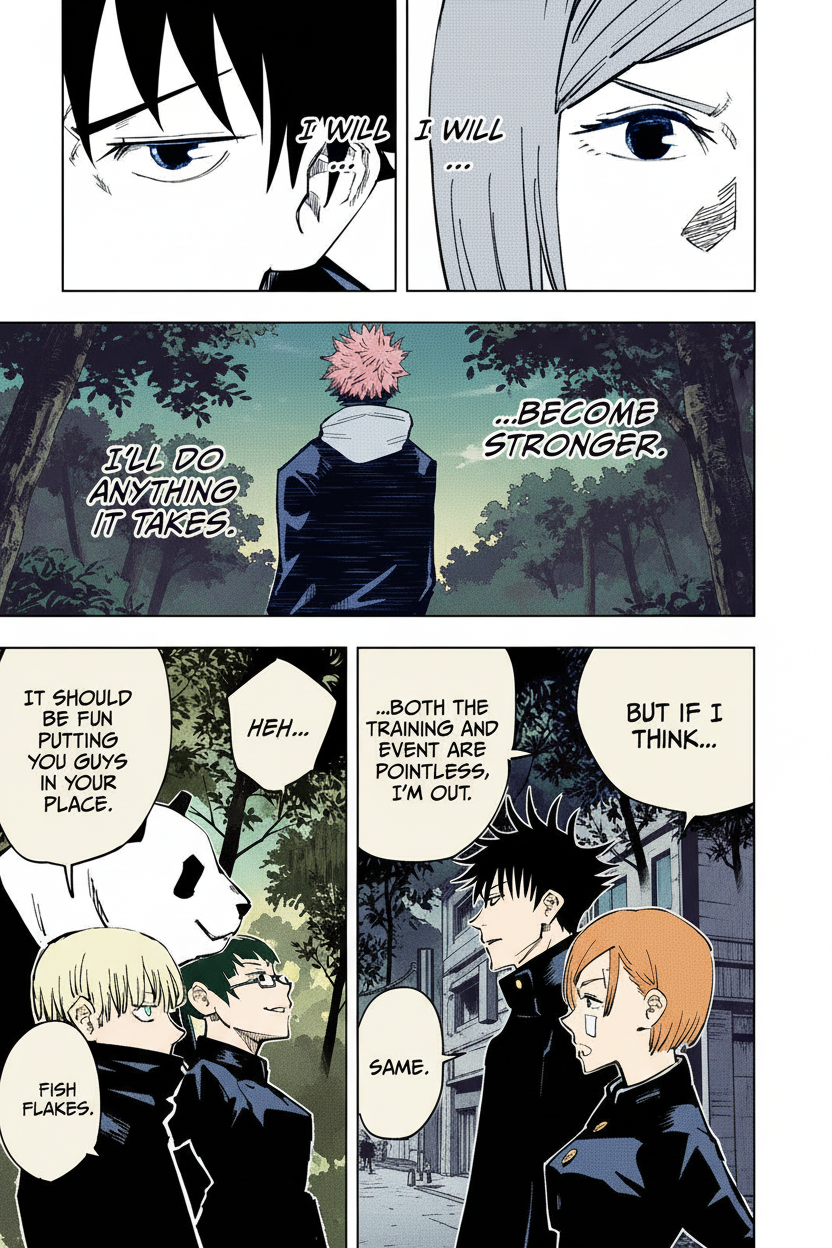 I WILL
...
I WILL
...
...BECOME
STRONGER.
I'LL DO
ANYTHING
IT TAKES.
BUT IF I
THINK...
...BOTH THE
TRAINING AND
EVENT ARE
POINTLESS,
I'M OUT.
SAME.
HEH...
IT SHOULD
BE FUN
PUTTING
YOU GUYS
IN YOUR
PLACE.
FISH
FLAKES.